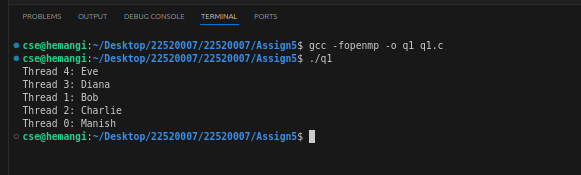 PROBLEMS OUTPUT DEBUG CONSOLE TERMINAL PORTS
cse@hemangi:~/Desktop/22520007/22520007/Assign5$ gcc -fopenmp -o q1 q1.c
cse@hemangi:~/Desktop/22520007/22520007/Assign5$ ./q1
Thread 4: Eve
Thread 3: Diana
Thread 1: Bob
Thread 2: Charlie
Thread 0: Manish
cse@hemangi:~/Desktop/22520007/22520007/Assign5$